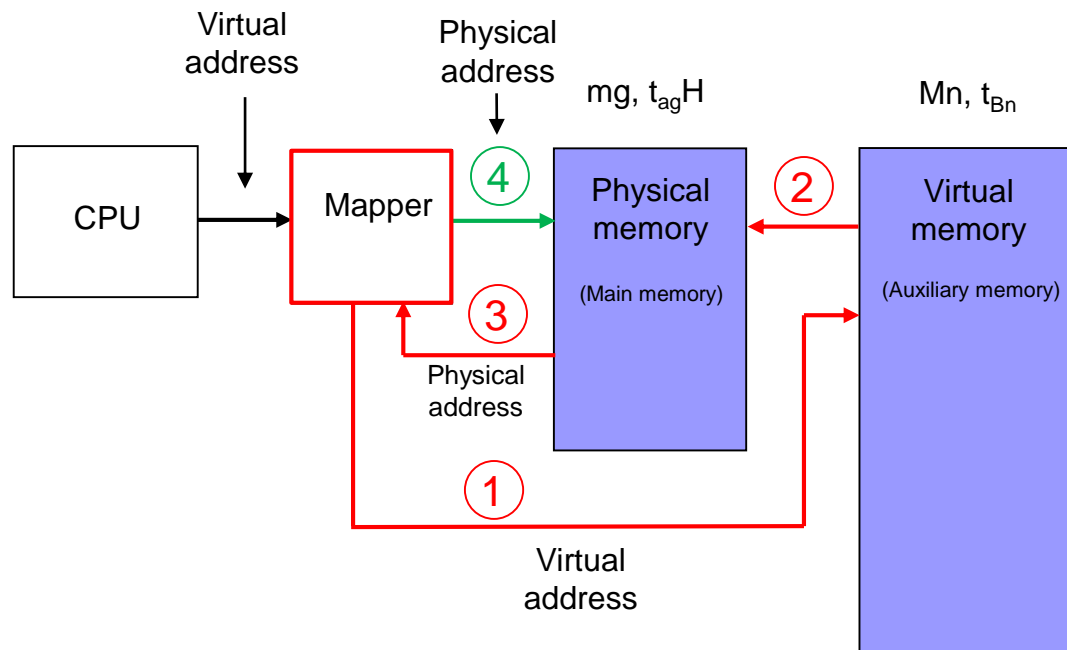 Virtual
address
Physical
address
mg, tagH
Mn, tBn
CPU
Mapper
4
Physical
memory
(Main memory)
2
Virtual
memory
(Auxiliary memory)
3
Physical
address
1
Virtual
address